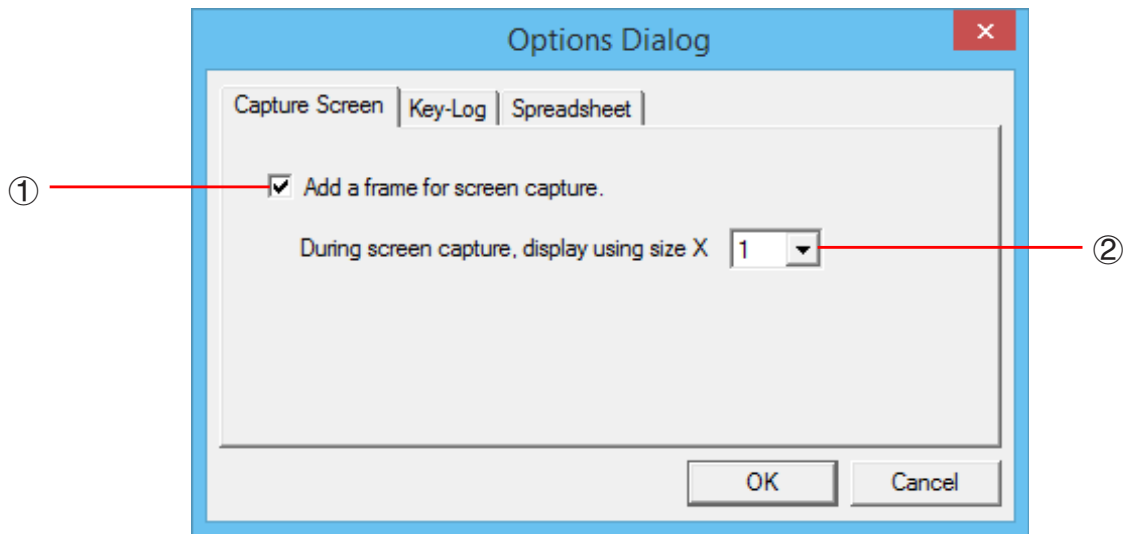 Options Dialog
Capture Screen Key-Log Spreadsheet
① Add a frame for screen capture.
During screen capture, display using size X 1 ②
OK Cancel